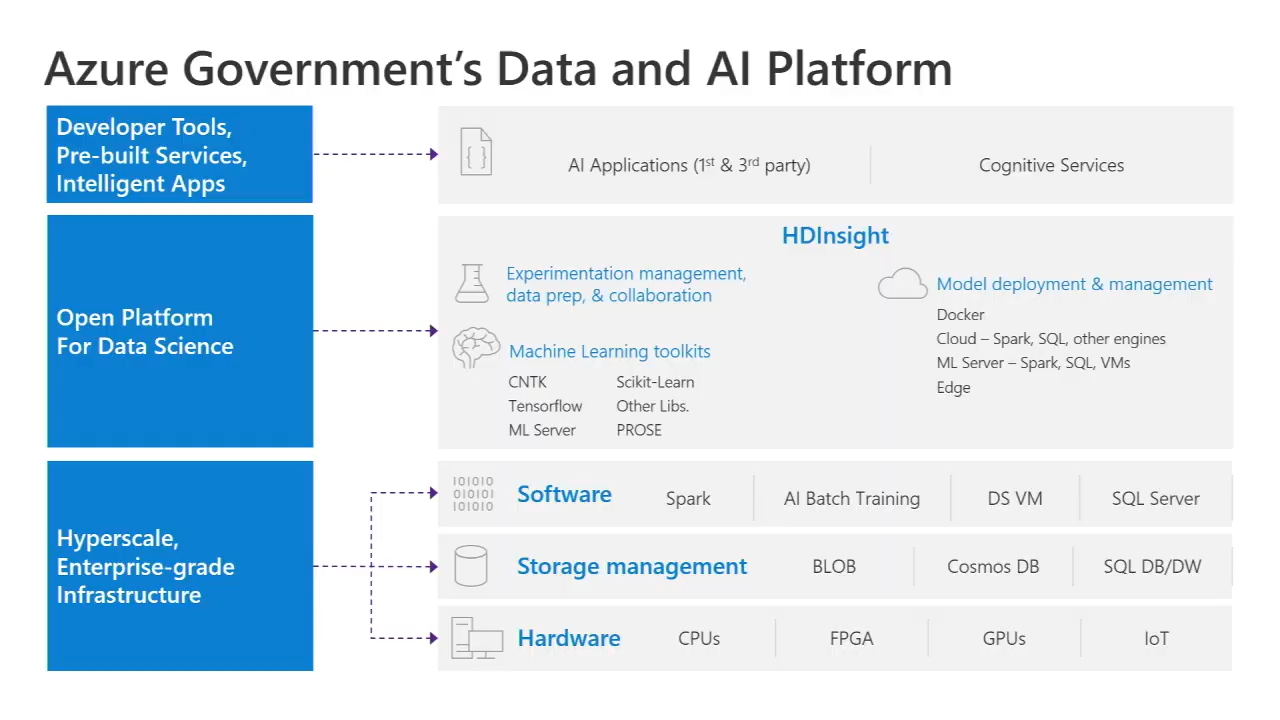 Azure Government’s Data and AI Platform
Developer Tools,
Pre-built Services,
Intelligent Apps
AI Applications (1st & 3rd party)
Cognitive Services
Open Platform
For Data Science
HDInsight
Experimentation management,
data prep, & collaboration
Machine Learning toolkits
CNTK
Scikit-Learn
Tensorflow
Other Libs.
ML Server
PROSE
Model deployment & management
Docker
Cloud – Spark, SQL, other engines
ML Server – Spark, SQL, VMs
Edge
Hyperscale,
Enterprise-grade
Infrastructure
101010
010101
101010
Software
Spark
AI Batch Training
DS VM
SQL Server
Storage management
BLOB
Cosmos DB
SQL DB/DW
Hardware
CPUs
FPGA
GPUs
IoT